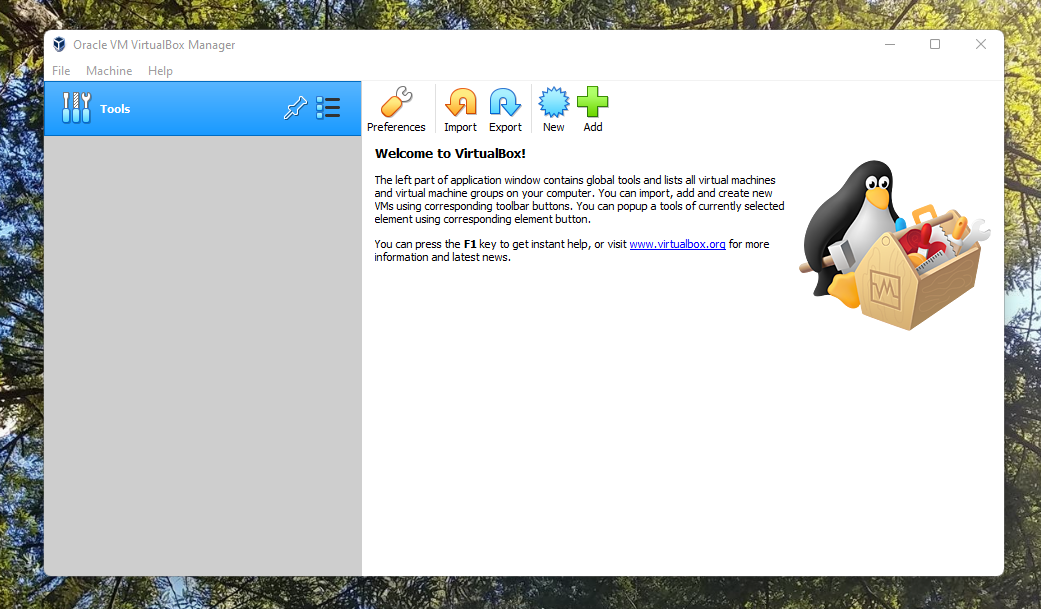 Oracle VM VirtualBox Manager
File Machine Help
Tools
Preferences Import Export New Add
Welcome to VirtualBox!
The left part of application window contains global tools and lists all virtual machines
and virtual machine groups on your computer. You can import, add and create new
VMs using corresponding toolbar buttons. You can popup a tools of currently selected
element using corresponding element button.
You can press the F1 key to get instant help, or visit www.virtualbox.org for more
information and latest news.